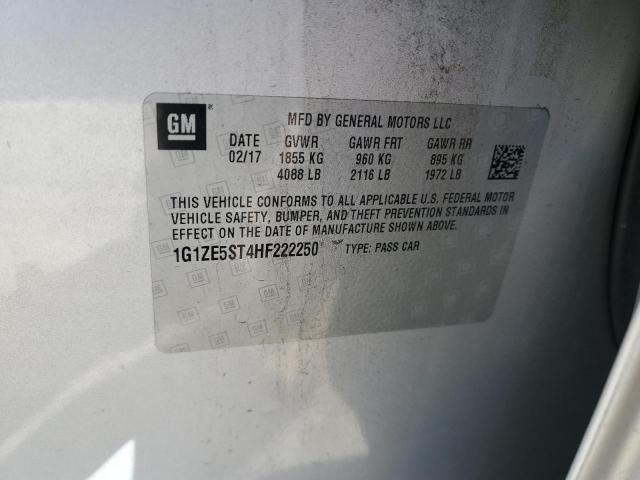 GM
MFD BY GENERAL MOTORS LLC
DATE GVWR GAWR FRT GAWR RR
02/17 1855 KG 960 KG 895 KG
4088 LB 2116 LB 1972 LB
THIS VEHICLE CONFORMS TO ALL APPLICABLE U.S. FEDERAL MOTOR
VEHICLE SAFETY, BUMPER, AND THEFT PREVENTION STANDARDS IN
EFFECT ON THE DATE OF MANUFACTURE SHOWN ABOVE.
1G1ZE5ST4HF222250 TYPE: PASS CAR